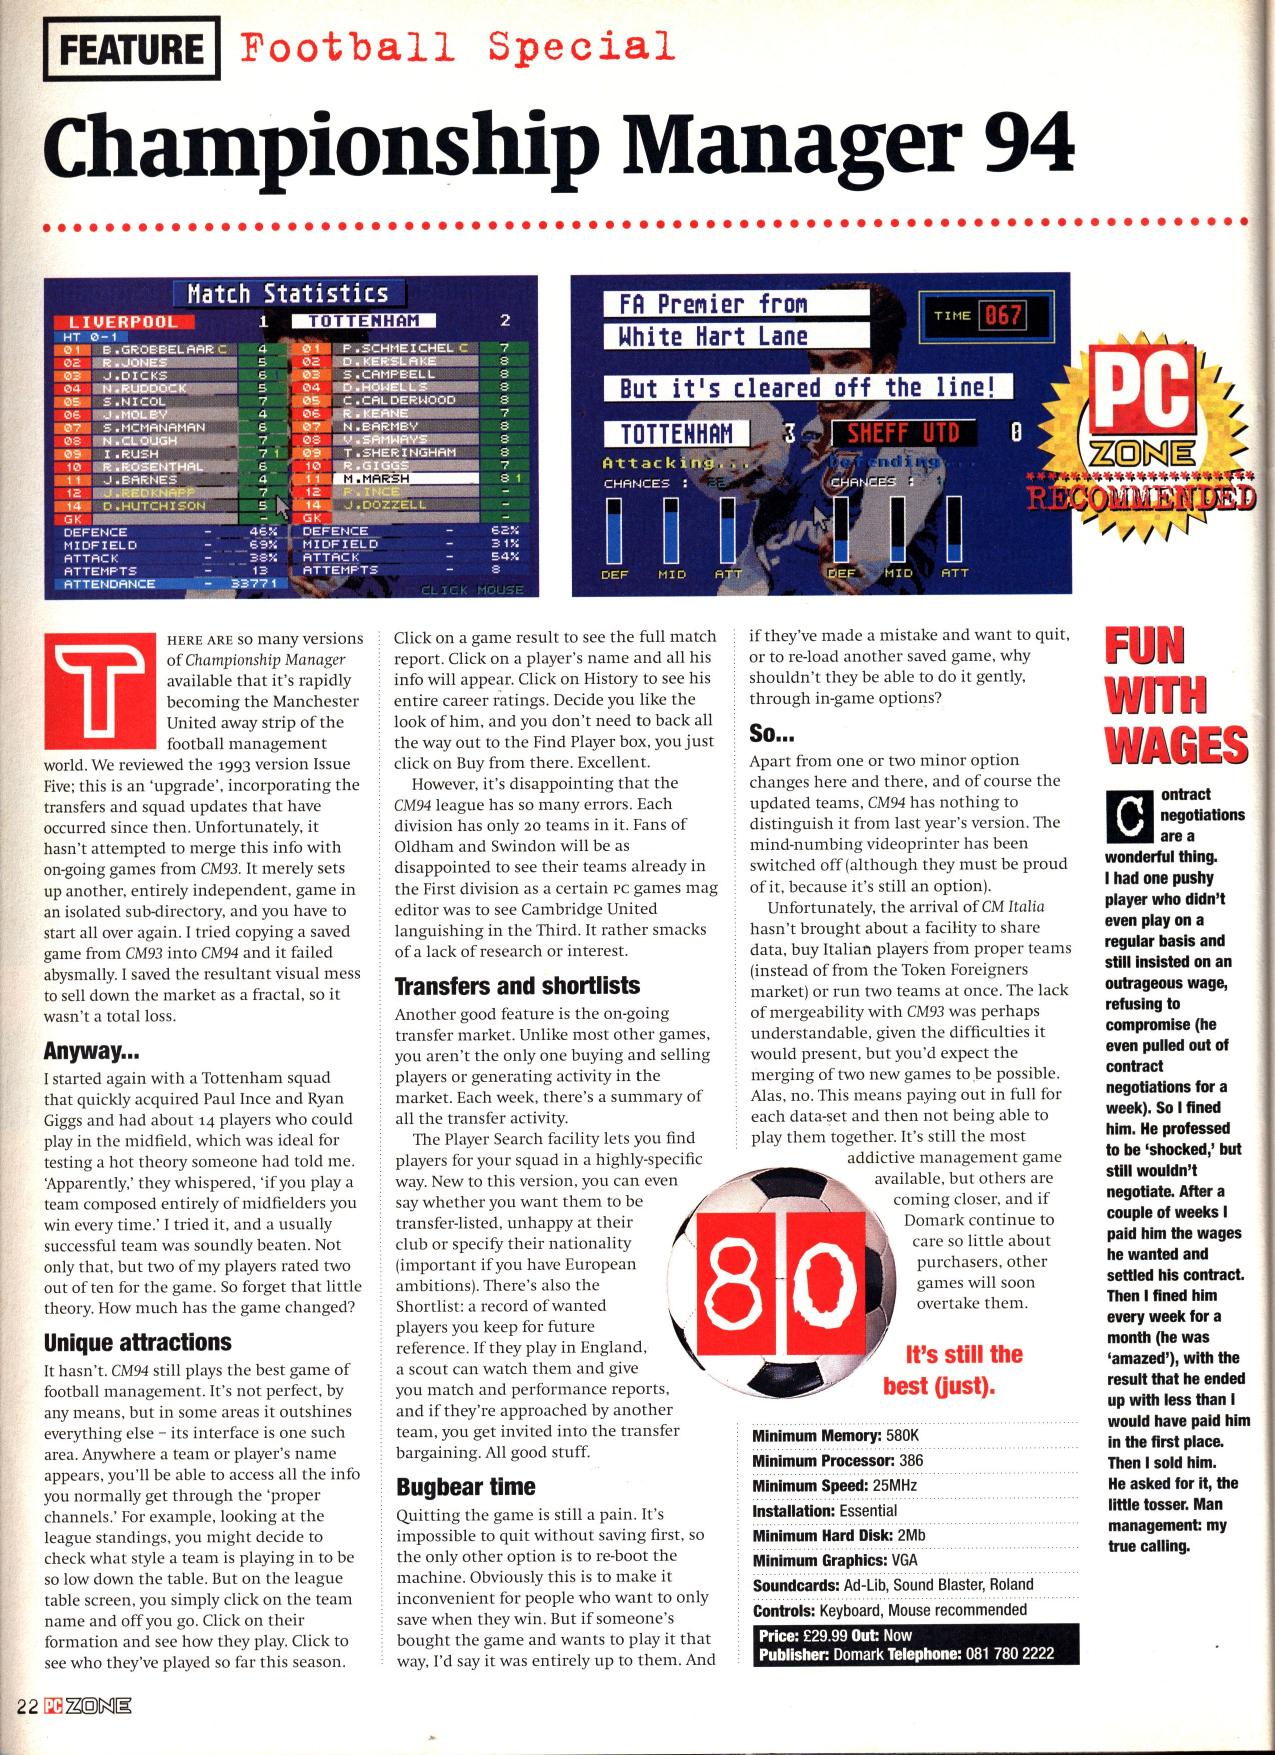 FEATURE Football Special
Championship Manager 94
Match Statistics
LIVERPOOL 1 TOTTENHAM 2
HT 0-1
01 B.GROBBELAAR C 4 01 P.SCHMEICHEL C 7
02 R.JONES 5 02 D.KERSLAKE 8
03 J.DICKS 6 03 S.CAMPBELL 8
04 N.RUDDOCK 5 04 D.HOWELLS 8
05 S.NICOL 7 05 C.CALDERWOOD 8
06 J.MOLBY 4 06 R.KEANE 7
07 S.MCMANAMAN 6 07 N.BARMBY 8
08 N.CLOUGH 7 08 V.SAMWAYS 8
09 I.RUSH 7 1 09 T.SHERINGHAM 8
10 R.ROSENTHAL 6 10 R.GIGGS 7
11 J.BARNES 4 11 M.MARSH 8 1
12 J.REDKNAPP 7 12 P.INCE -
14 D.HUTCHISON 5 14 J.DOZZELL -
GK - GK -
DEFENCE - 46% DEFENCE - 62%
MIDFIELD - 69% MIDFIELD - 31%
ATTACK - 38% ATTACK - 54%
ATTEMPTS - 13 ATTEMPTS - 8
ATTENDANCE - 33771
CLICK MOUSE
FA Premier from
White Hart Lane
TIME 067
But it's cleared off the line!
TOTTENHAM 3 SHEFF UTD 0
Attacking... Defending...
CHANCES : CHANCES :
DEF MID ATT DEF MID ATT
PC
ZONE
RECOMMENDED
THERE ARE so many versions
of Championship Manager
available that it's rapidly
becoming the Manchester
United away strip of the
football management
world. We reviewed the 1993 version Issue
Five; this is an 'upgrade', incorporating the
transfers and squad updates that have
occurred since then. Unfortunately, it
hasn't attempted to merge this info with
on-going games from CM93. It merely sets
up another, entirely independent, game in
an isolated sub-directory, and you have to
start all over again. I tried copying a saved
game from CM93 into CM94 and it failed
abysmally. I saved the resultant visual mess
to sell down the market as a fractal, so it
wasn't a total loss.
Anyway...
I started again with a Tottenham squad
that quickly acquired Paul Ince and Ryan
Giggs and had about 14 players who could
play in the midfield, which was ideal for
testing a hot theory someone had told me.
'Apparently,' they whispered, 'if you play a
team composed entirely of midfielders you
win every time.' I tried it, and a usually
successful team was soundly beaten. Not
only that, but two of my players rated two
out of ten for the game. So forget that little
theory. How much has the game changed?
Unique attractions
It hasn't. CM94 still plays the best game of
football management. It's not perfect, by
any means, but in some areas it outshines
everything else – its interface is one such
area. Anywhere a team or player's name
appears, you'll be able to access all the info
you normally get through the 'proper
channels.' For example, looking at the
league standings, you might decide to
check what style a team is playing in to be
so low down the table. But on the league
table screen, you simply click on the team
name and off you go. Click on their
formation and see how they play. Click to
see who they've played so far this season.
Click on a game result to see the full match
report. Click on a player's name and all his
info will appear. Click on History to see his
entire career ratings. Decide you like the
look of him, and you don't need to back all
the way out to the Find Player box, you just
click on Buy from there. Excellent.
However, it's disappointing that the
CM94 league has so many errors. Each
division has only 20 teams in it. Fans of
Oldham and Swindon will be as
disappointed to see their teams already in
the First division as a certain PC games mag
editor was to see Cambridge United
languishing in the Third. It rather smacks
of a lack of research or interest.
Transfers and shortlists
Another good feature is the on-going
transfer market. Unlike most other games,
you aren't the only one buying and selling
players or generating activity in the
market. Each week, there's a summary of
all the transfer activity.
The Player Search facility lets you find
players for your squad in a highly-specific
way. New to this version, you can even
say whether you want them to be
transfer-listed, unhappy at their
club or specify their nationality
(important if you have European
ambitions). There's also the
Shortlist: a record of wanted
players you keep for future
reference. If they play in England,
a scout can watch them and give
you match and performance reports,
and if they're approached by another
team, you get invited into the transfer
bargaining. All good stuff.
Bugbear time
Quitting the game is still a pain. It's
impossible to quit without saving first, so
the only other option is to re-boot the
machine. Obviously this is to make it
inconvenient for people who want to only
save when they win. But if someone's
bought the game and wants to play it that
way, I'd say it was entirely up to them. And
if they've made a mistake and want to quit,
or to re-load another saved game, why
shouldn't they be able to do it gently,
through in-game options?
So...
Apart from one or two minor option
changes here and there, and of course the
updated teams, CM94 has nothing to
distinguish it from last year's version. The
mind-numbing videoprinter has been
switched off (although they must be proud
of it, because it's still an option).
Unfortunately, the arrival of CM Italia
hasn't brought about a facility to share
data, buy Italian players from proper teams
(instead of from the Token Foreigners
market) or run two teams at once. The lack
of mergeability with CM93 was perhaps
understandable, given the difficulties it
would present, but you'd expect the
merging of two new games to be possible.
Alas, no. This means paying out in full for
each data-set and then not being able to
play them together. It's still the most
addictive management game
available, but others are
coming closer, and if
Domark continue to
care so little about
purchasers, other
games will soon
overtake them.
80
It's still the
best (just).
Minimum Memory: 580K
Minimum Processor: 386
Minimum Speed: 25MHz
Installation: Essential
Minimum Hard Disk: 2Mb
Minimum Graphics: VGA
Soundcards: Ad-Lib, Sound Blaster, Roland
Controls: Keyboard, Mouse recommended
Price: £29.99 Out: Now
Publisher: Domark Telephone: 081 780 2222
FUN
WITH
WAGES
Contract
negotiations
are a
wonderful thing.
I had one pushy
player who didn't
even play on a
regular basis and
still insisted on an
outrageous wage,
refusing to
compromise (he
even pulled out of
contract
negotiations for a
week). So I fined
him. He professed
to be 'shocked,' but
still wouldn't
negotiate. After a
couple of weeks I
paid him the wages
he wanted and
settled his contract.
Then I fined him
every week for a
month (he was
'amazed'), with the
result that he ended
up with less than I
would have paid him
in the first place.
Then I sold him.
He asked for it, the
little tosser. Man
management: my
true calling.
22 PC ZONE